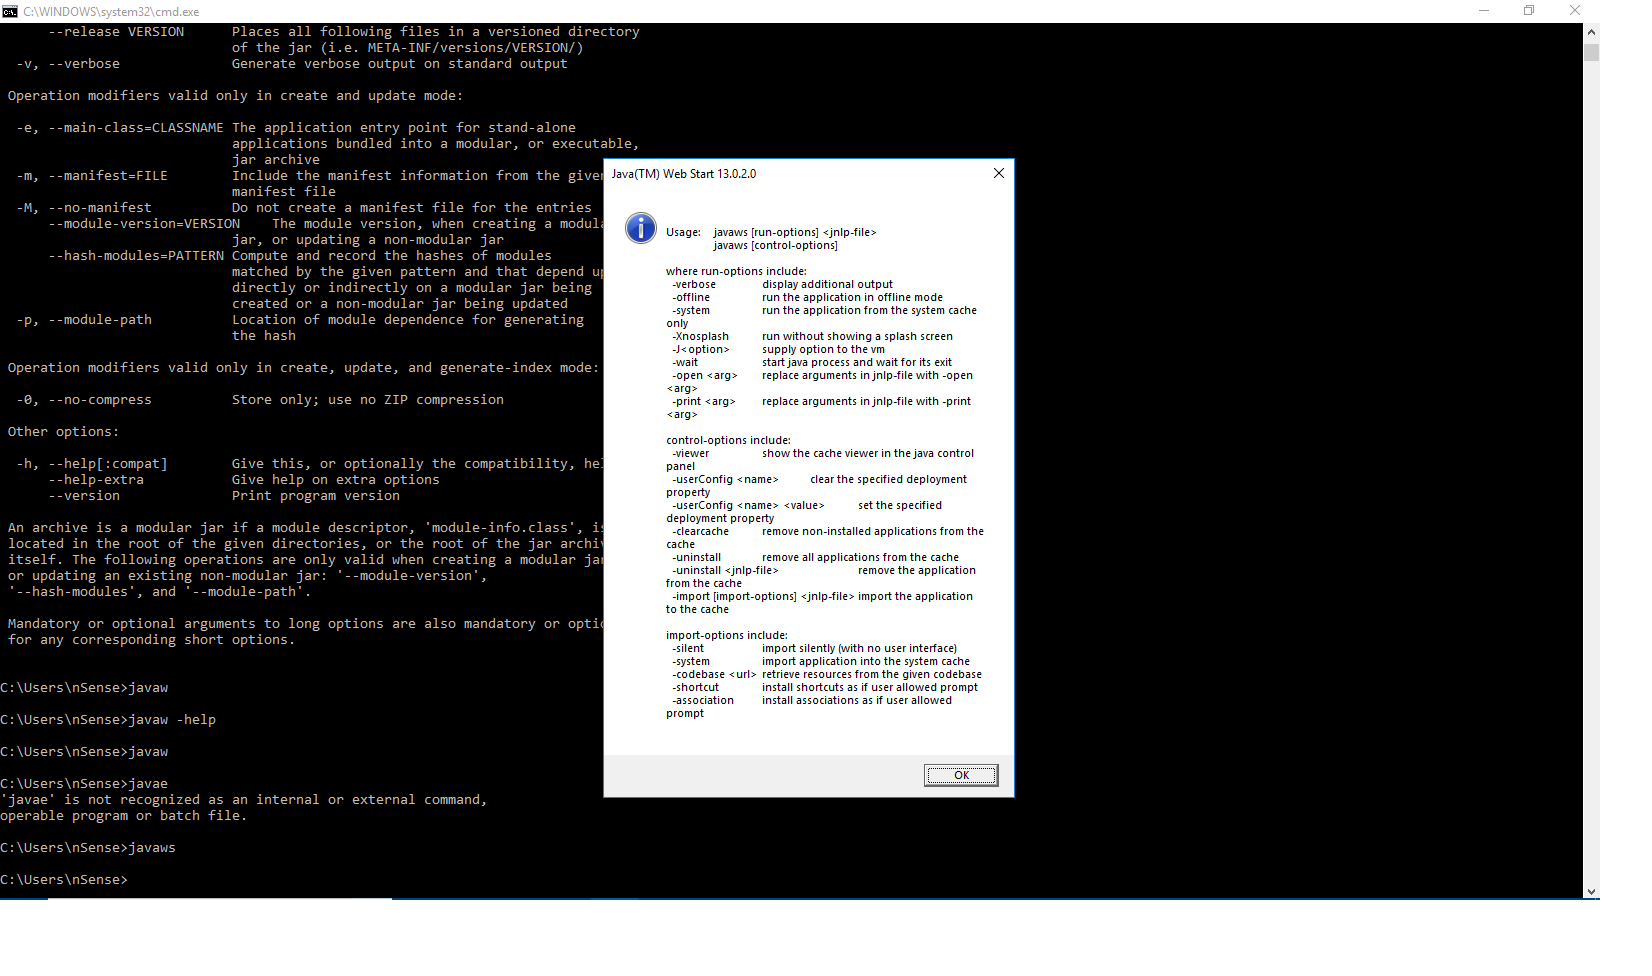 C:\WINDOWS\system32\cmd.exe
--release VERSION Places all following files in a versioned directory
of the jar (i.e. META-INF/versions/VERSION/)
-v, --verbose Generate verbose output on standard output
Operation modifiers valid only in create and update mode:
-e, --main-class=CLASSNAME The application entry point for stand-alone
applications bundled into a modular, or executable,
jar archive
-m, --manifest=FILE Include the manifest information from the given
manifest file
-M, --no-manifest Do not create a manifest file for the entries
--module-version=VERSION The module version, when creating a modula
jar, or updating a non-modular jar
--hash-modules=PATTERN Compute and record the hashes of modules
matched by the given pattern and that depend up
directly or indirectly on a modular jar being
created or a non-modular jar being updated
-p, --module-path Location of module dependence for generating
the hash
Operation modifiers valid only in create, update, and generate-index mode:
-0, --no-compress Store only; use no ZIP compression
Other options:
-h, --help[:compat] Give this, or optionally the compatibility, hel
--help-extra Give help on extra options
--version Print program version
An archive is a modular jar if a module descriptor, 'module-info.class', is
located in the root of the given directories, or the root of the jar archiv
itself. The following operations are only valid when creating a modular jar
or updating an existing non-modular jar: '--module-version',
'--hash-modules', and '--module-path'.
Mandatory or optional arguments to long options are also mandatory or optio
for any corresponding short options.
C:\Users\nSense>javaw
C:\Users\nSense>javaw -help
C:\Users\nSense>javaw
C:\Users\nSense>javae
'javae' is not recognized as an internal or external command,
operable program or batch file.
C:\Users\nSense>javaws
C:\Users\nSense>
Java(TM) Web Start 13.0.2.0
Usage: javaws [run-options] <jnlp-file>
javaws [control-options]
where run-options include:
-verbose display additional output
-offline run the application in offline mode
-system run the application from the system cache
only
-Xnosplash run without showing a splash screen
-J<option> supply option to the vm
-wait start java process and wait for its exit
-open <arg> replace arguments in jnlp-file with -open
<arg>
-print <arg> replace arguments in jnlp-file with -print
<arg>
control-options include:
-viewer show the cache viewer in the java control
panel
-userConfig <name> clear the specified deployment
property
-userConfig <name> <value> set the specified
deployment property
-clearcache remove non-installed applications from the
cache
-uninstall remove all applications from the cache
-uninstall <jnlp-file> remove the application
from the cache
-import [import-options] <jnlp-file> import the application
to the cache
import-options include:
-silent import silently (with no user interface)
-system import application into the system cache
-codebase <url> retrieve resources from the given codebase
-shortcut install shortcuts as if user allowed prompt
-association install associations as if user allowed
prompt
OK